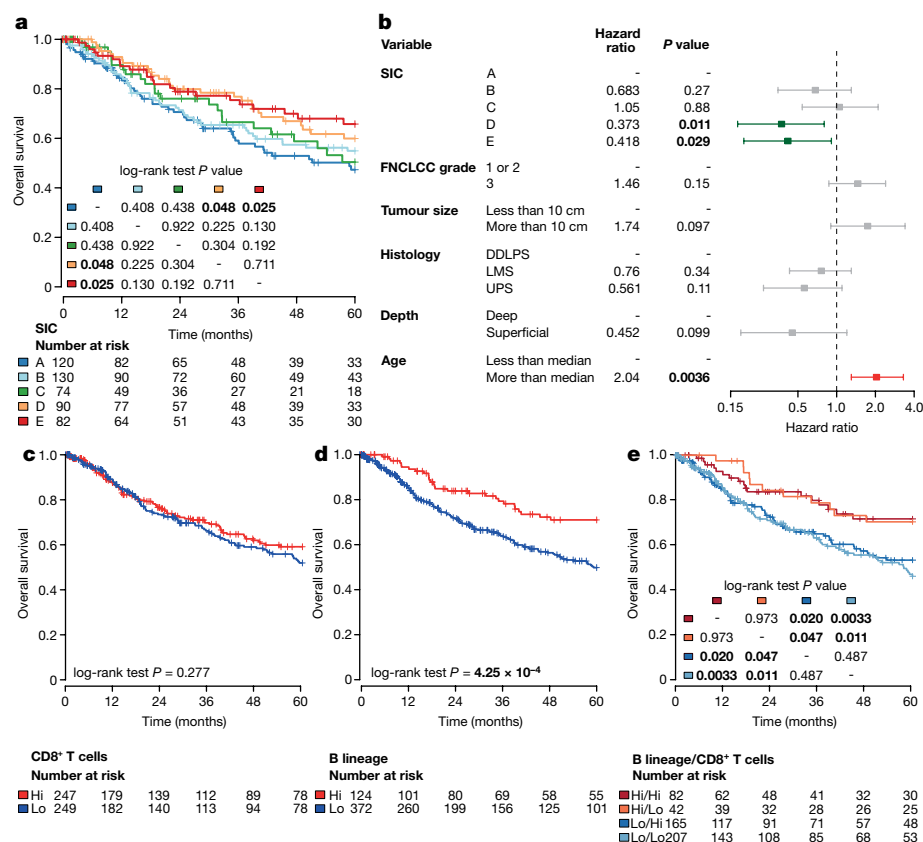 a
1.0
0.8
0.6
0.4
0.2
0
Overall survival
log-rank test P value
- 0.408 0.438 0.048 0.025
0.408 - 0.922 0.225 0.130
0.438 0.922 - 0.304 0.192
0.048 0.225 0.304 - 0.711
0.025 0.130 0.192 0.711 -
0 12 24 36 48 60
Time (months)
SIC
Number at risk
A 120 82 65 48 39 33
B 130 90 72 60 49 43
C 74 49 36 27 21 18
D 90 77 57 48 39 33
E 82 64 51 43 35 30
b
Variable Hazard ratio P value
SIC A - -
B 0.683 0.27
C 1.05 0.88
D 0.373 0.011
E 0.418 0.029
FNCLCC grade 1 or 2 - -
3 1.46 0.15
Tumour size Less than 10 cm - -
More than 10 cm 1.74 0.097
Histology DDLPS - -
LMS 0.76 0.34
UPS 0.561 0.11
Depth Deep - -
Superficial 0.452 0.099
Age Less than median - -
More than median 2.04 0.0036
0.15 0.5 1.0 2.0 4.0
Hazard ratio
c
1.0
0.8
0.6
0.4
0.2
0
Overall survival
log-rank test P = 0.277
0 12 24 36 48 60
Time (months)
CD8⁺ T cells
Number at risk
Hi 247 179 139 112 89 78
Lo 249 182 140 113 94 78
d
1.0
0.8
0.6
0.4
0.2
0
Overall survival
log-rank test P = 4.25 × 10⁻⁴
0 12 24 36 48 60
Time (months)
B lineage
Number at risk
Hi 124 101 80 69 58 55
Lo 372 260 199 156 125 101
e
1.0
0.8
0.6
0.4
0.2
0
Overall survival
log-rank test P value
- 0.973 0.020 0.0033
0.973 - 0.047 0.011
0.020 0.047 - 0.487
0.0033 0.011 0.487 -
0 12 24 36 48 60
Time (months)
B lineage/CD8⁺ T cells
Number at risk
Hi/Hi 82 62 48 41 32 30
Hi/Lo 42 39 32 28 26 25
Lo/Hi 165 117 91 71 57 48
Lo/Lo 207 143 108 85 68 53